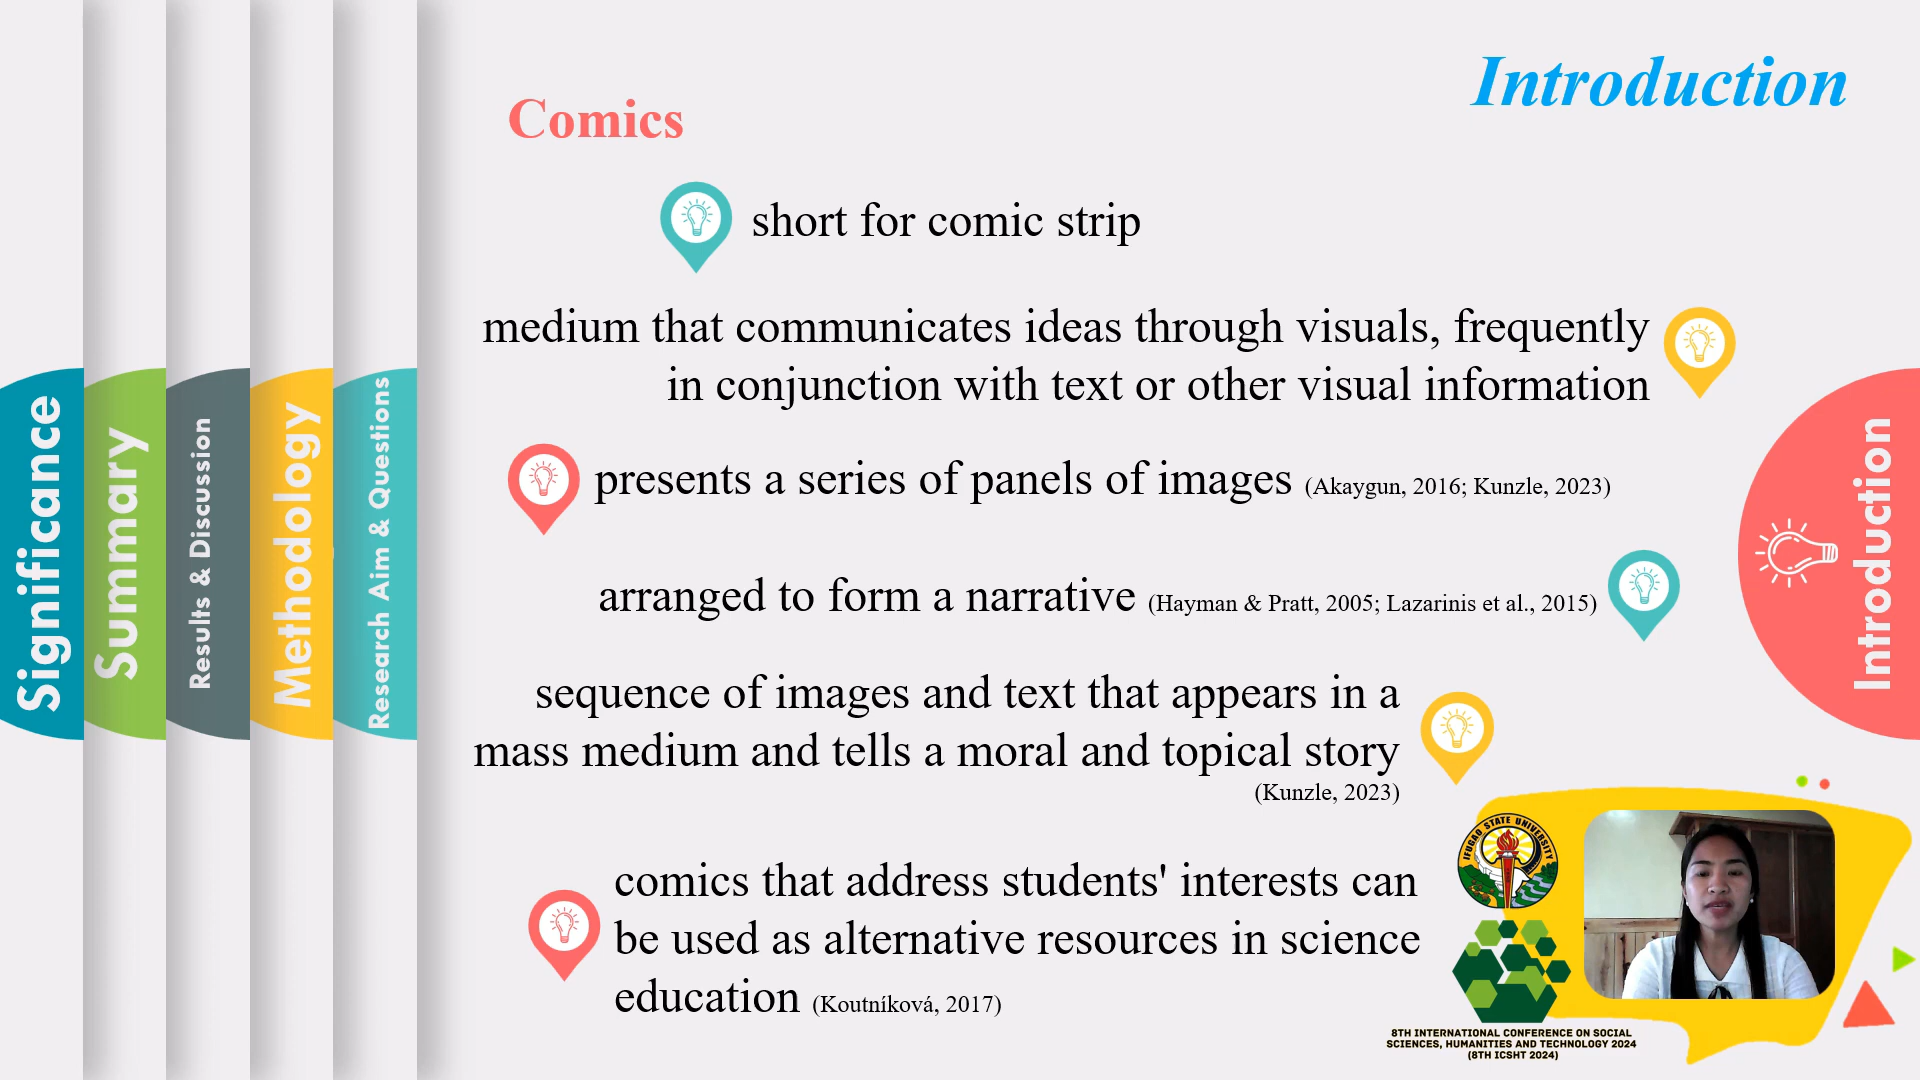 Introduction
Comics
short for comic strip
medium that communicates ideas through visuals, frequently
in conjunction with text or other visual information
presents a series of panels of images (Akaygun, 2016; Kunzle, 2023)
arranged to form a narrative (Hayman & Pratt, 2005; Lazarinis et al., 2015)
sequence of images and text that appears in a
mass medium and tells a moral and topical story
(Kunzle, 2023)
comics that address students' interests can
be used as alternative resources in science
education (Koutníková, 2017)
Significance
Summary
Results & Discussion
Methodology
Research Aim & Questions
Introduction
IFUGAO STATE UNIVERSITY
8TH INTERNATIONAL CONFERENCE ON SOCIAL
SCIENCES, HUMANITIES AND TECHNOLOGY 2024
(8TH ICSHT 2024)